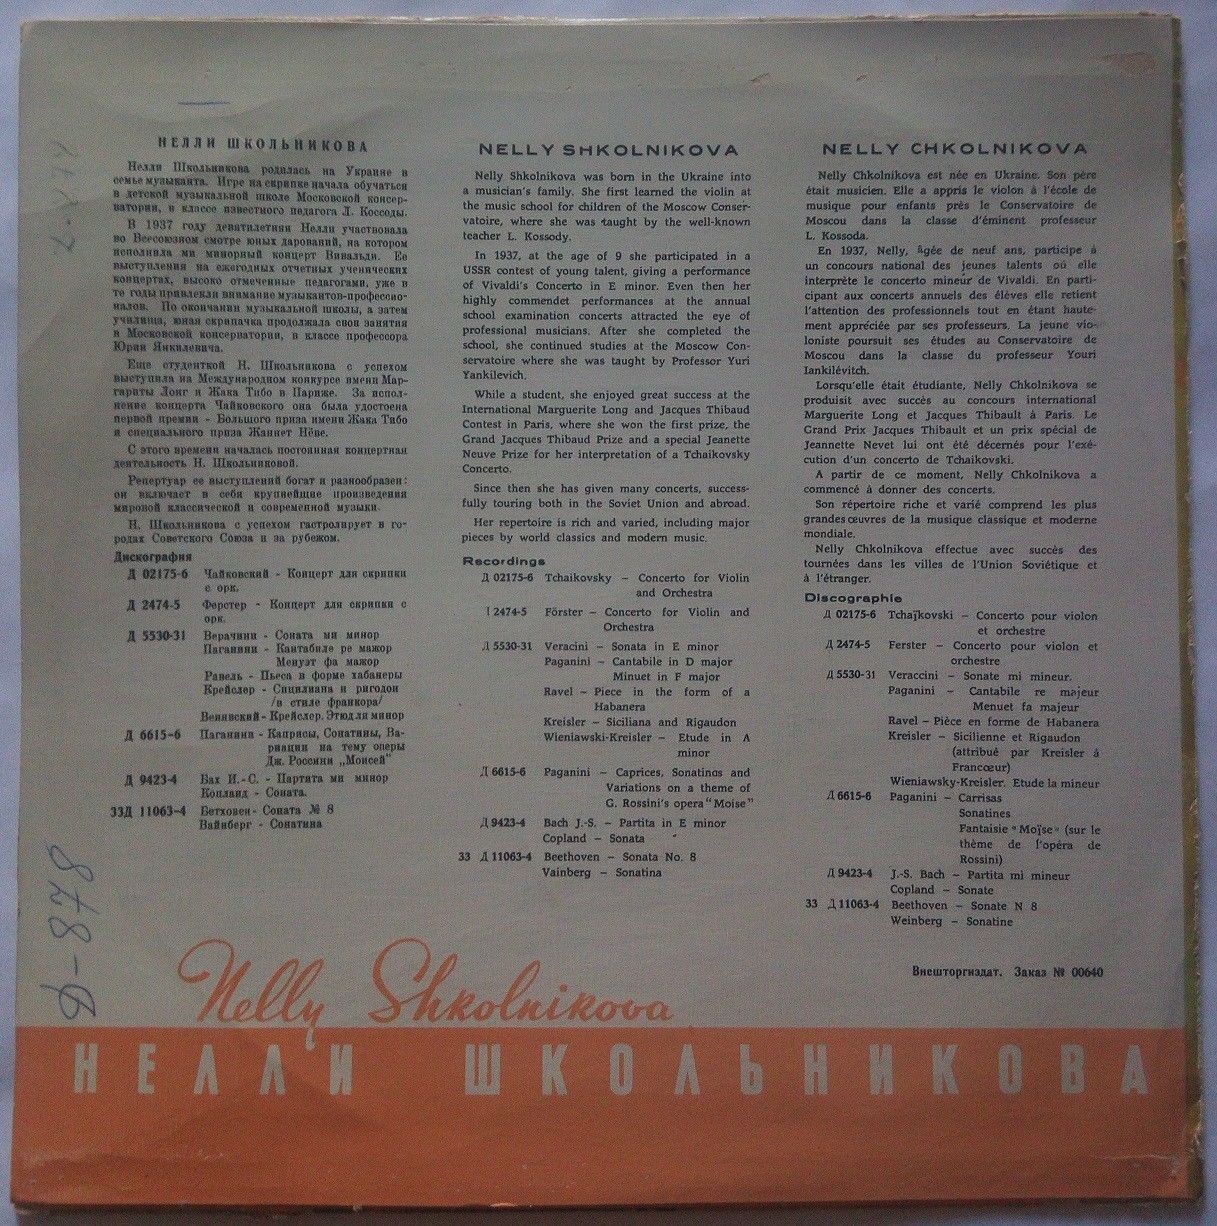 НЕЛЛИ ШКОЛЬНИКОВА
Нелли Школьникова родилась на Украине в
семье музыканта. Игре на скрипке начала обучаться
в детской музыкальной школе Московской консер-
ватории, в классе известного педагога Л. Коссоды.
В 1937 году девятилетняя Нелли участвовала
во Всесоюзном смотре юных дарований, на котором
исполнила ми минорный концерт Вивальди. Ее
выступления на ежегодных отчетных ученических
концертах, высоко отмеченные педагогами, уже в
те годы привлекли внимание музыкантов-профессио-
налов. По окончании музыкальной школы, а затем
училища, юная скрипачка продолжала свои занятия
в Московской консерватории, в классе профессора
Юрия Янкилевича.
Еще студенткой Н. Школьникова с успехом
выступила на Международном конкурсе имени Мар-
гариты Лонг и Жака Тибо в Париже. За испол-
нение концерта Чайковского она была удостоена
первой премии - Большого приза имени Жака Тибо
и специального приза Жаннет Нёве.
С этого времени началась постоянная концертная
деятельность Н. Школьниковой.
Репертуар ее выступлений богат и разнообразен:
он включает в себя крупнейшие произведения
мировой классической и современной музыки.
Н. Школьникова с успехом гастролирует в го-
родах Советского Союза и за рубежом.
Дискография
Д 02175-6 Чайковский - Концерт для скрипки
с орк.
Д 2474-5 Ферстер - Концерт для скрипки с
орк.
Д 5530-31 Верачини - Соната ми минор
Паганини - Кантабиле ре мажор
Менуэт фа мажор
Равель - Пьеса в форме хабанеры
Крейслер - Сицилиана и ригодон
/в стиле франкера/
Венявский - Крейслер. Этюд ля минор
Д 6615-6 Паганини - Каприсы, Сонатины, Ва-
риации на тему оперы
Дж. Россини „Моисей"
Д 9423-4 Бах И.-С. - Партита ми минор
Копланд - Соната.
33Д 11063-4 Бетховен - Соната № 8
Вайнберг - Сонатина
NELLY SHKOLNIKOVA
Nelly Shkolnikova was born in the Ukraine into
a musician's family. She first learned the violin at
the music school for children of the Moscow Conser-
vatoire, where she was taught by the well-known
teacher L. Kossody.
In 1937, at the age of 9 she participated in a
USSR contest of young talent, giving a performance
of Vivaldi's Concerto in E minor. Even then her
highly commendet performances at the annual
school examination concerts attracted the eye of
professional musicians. After she completed the
school, she continued studies at the Moscow Con-
servatoire where she was taught by Professor Yuri
Yankilevich.
While a student, she enjoyed great success at the
International Marguerite Long and Jacques Thibaud
Contest in Paris, where she won the first prize, the
Grand Jacques Thibaud Prize and a special Jeanette
Neuve Prize for her interpretation of a Tchaikovsky
Concerto.
Since then she has given many concerts, success-
fully touring both in the Soviet Union and abroad.
Her repertoire is rich and varied, including major
pieces by world classics and modern music.
Recordings
Д 02175-6 Tchaikovsky – Concerto for Violin
and Orchestra
Д 2474-5 Förster – Concerto for Violin and
Orchestra
Д 5530-31 Veracini – Sonata in E minor
Paganini – Cantabile in D major
Minuet in F major
Ravel – Piece in the form of a
Habanera
Kreisler – Siciliana and Rigaudon
Wieniawski-Kreisler – Etude in A
minor
Д 6615-6 Paganini – Caprices, Sonatinas and
Variations on a theme of
G. Rossini's opera "Moise"
Д 9423-4 Bach J.-S. – Partita in E minor
Copland – Sonata
33 Д 11063-4 Beethoven – Sonata No. 8
Vainberg – Sonatina
NELLY CHKOLNIKOVA
Nelly Chkolnikova est née en Ukraine. Son père
était musicien. Elle a appris le violon à l'école de
musique pour enfants près le Conservatoire de
Moscou dans la classe d'éminent professeur
L. Kossoda.
En 1937, Nelly, âgée de neuf ans, participe à
un concours national des jeunes talents où elle
interprète le concerto mineur de Vivaldi. En parti-
cipant aux concerts annuels des élèves elle retient
l'attention des professionnels tout en étant haute-
ment appréciée par ses professeurs. La jeune vio-
loniste poursuit ses études au Conservatoire de
Moscou dans la classe du professeur Youri
Iankilévitch.
Lorsqu'elle était étudiante, Nelly Chkolnikova se
produisit avec succès au concours international
Marguerite Long et Jacques Thibault à Paris. Le
Grand Prix Jacques Thibault et un prix spécial de
Jeannette Nevet lui ont été décernés pour l'exé-
cution d'un concerto de Tchaikovski.
A partir de ce moment, Nelly Chkolnikova a
commencé à donner des concerts.
Son répertoire riche et varié comprend les plus
grandes œuvres de la musique classique et moderne
mondiale.
Nelly Chkolnikova effectue avec succès des
tournées dans les villes de l'Union Soviétique et
à l'étranger.
Discographie
Д 02175-6 Tchaïkovski – Concerto pour violon
et orchestre
Д 2474-5 Ferster – Concerto pour violon et
orchestre
Д 5530-31 Veraccini – Sonate mi mineur.
Paganini – Cantabile re majeur
Menuet fa majeur
Ravel – Pièce en forme de Habanera
Kreisler – Sicilienne et Rigaudon
(attribué par Kreisler á
Francœur)
Wieniawsky-Kreisler. Etude la mineur
Д 6615-6 Paganini – Carrisas
Sonatines
Fantaisie "Moïse" (sur le
thème de l'opéra de
Rossini)
Д 9423-4 J.-S. Bach – Partita mi mineur
Copland – Sonate
33 Д 11063-4 Beethoven – Sonate N 8
Weinberg – Sonatine
Внешторгиздат. Заказ № 00640
Nelly Shkolnikova
НЕЛЛИ ШКОЛЬНИКОВА